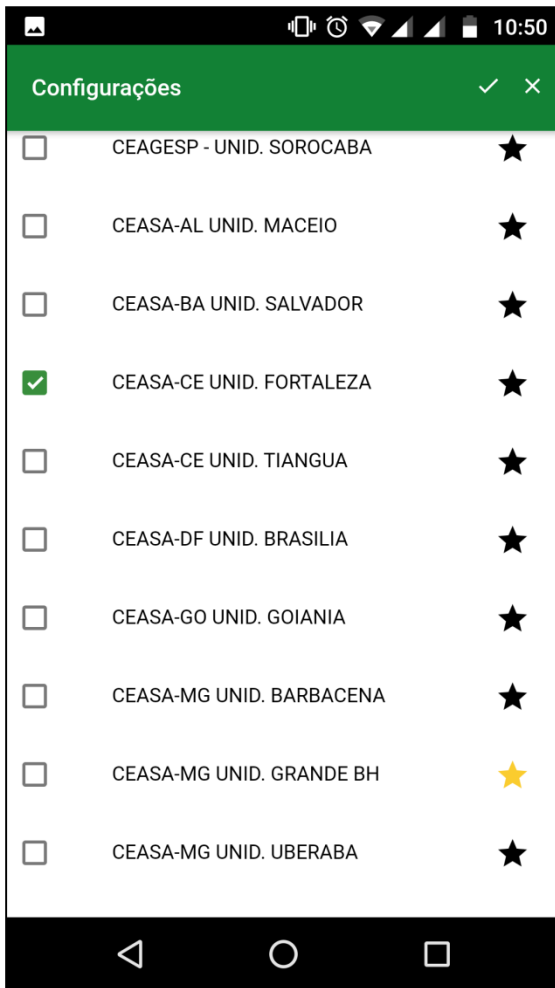 10:50
Configurações
CEAGESP - UNID. SOROCABA
CEASA-AL UNID. MACEIO
CEASA-BA UNID. SALVADOR
CEASA-CE UNID. FORTALEZA
CEASA-CE UNID. TIANGUA
CEASA-DF UNID. BRASILIA
CEASA-GO UNID. GOIANIA
CEASA-MG UNID. BARBACENA
CEASA-MG UNID. GRANDE BH
CEASA-MG UNID. UBERABA